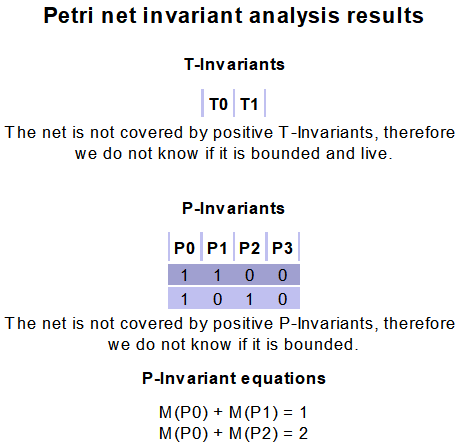 Petri net invariant analysis results
T-Invariants
T0 T1
The net is not covered by positive T-Invariants, therefore
we do not know if it is bounded and live.
P-Invariants
P0 P1 P2 P3
1 1 0 0
1 0 1 0
The net is not covered by positive P-Invariants, therefore
we do not know if it is bounded.
P-Invariant equations
M(P0) + M(P1) = 1
M(P0) + M(P2) = 2